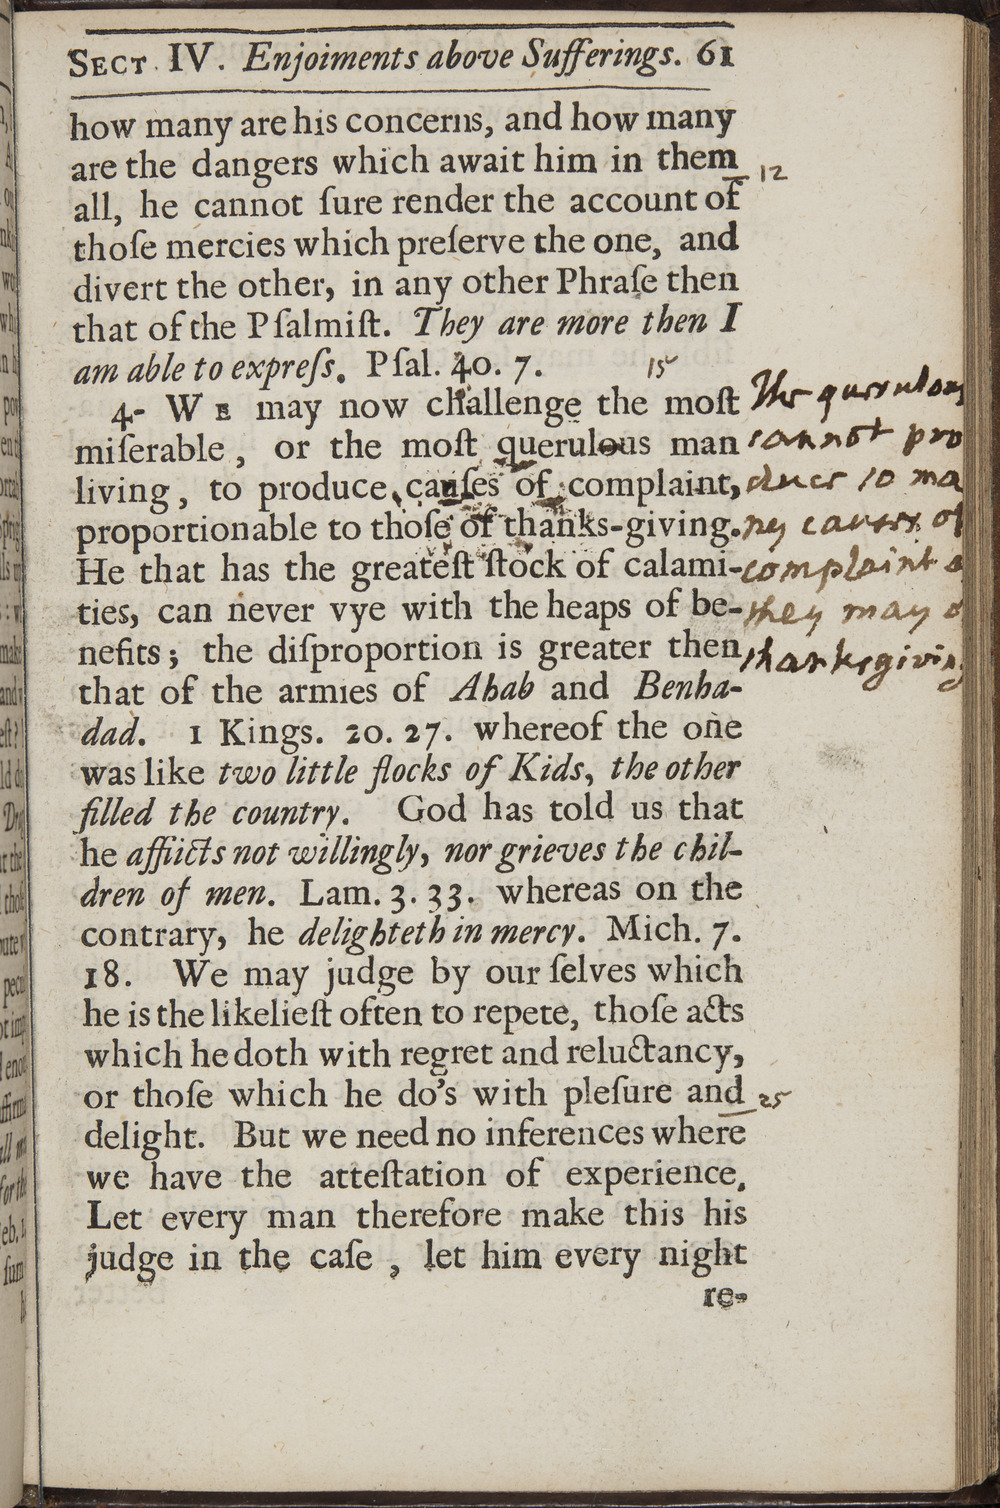 SECT. IV. Enjoiments above Sufferings. 61
how many are his concerns, and how many
are the dangers which await him in them
12
all, he cannot ſure render the account of
thoſe mercies which preſerve the one, and
divert the other, in any other Phraſe then
that of the Pſalmiſt. They are more then I
am able to expreſs. Pſal. 40. 7.
15
4- WE may now challenge the moſt
miſerable, or the moſt querulous man
living, to produce cauſes of complaint,
proportionable to thoſe of thanks-giving.
He that has the greateſt ſtock of calami-
ties, can never vye with the heaps of be-
nefits; the diſproportion is greater then
that of the armies of Ahab and Benha-
dad. 1 Kings. 20. 27. whereof the one
was like two little flocks of Kids, the other
filled the country. God has told us that
he afflicts not willingly, nor grieves the chil-
dren of men. Lam. 3. 33. whereas on the
contrary, he delighteth in mercy. Mich. 7.
18. We may judge by our ſelves which
he is the likelieſt often to repete, thoſe acts
which he doth with regret and reluctancy,
or thoſe which he do's with pleſure and
25
delight. But we need no inferences where
we have the atteſtation of experience.
Let every man therefore make this his
judge in the caſe, let him every night
re-
The querulous
cannot pro
duce so ma
ny causes of
complaint
they may
thanksgiving